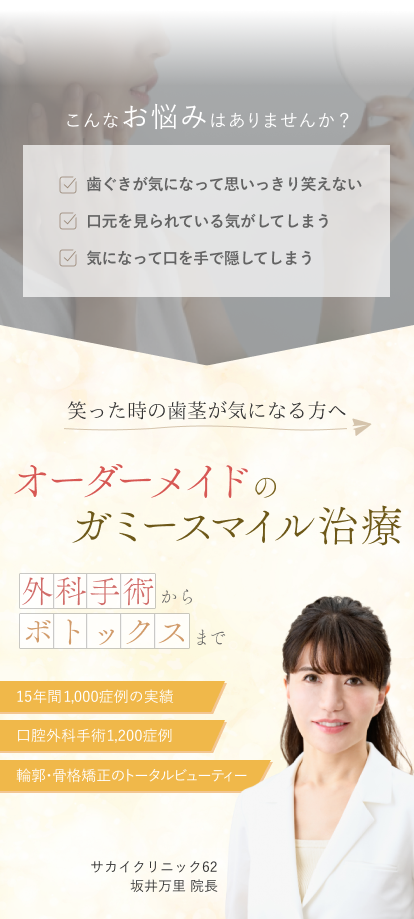 こんなお悩みはありませんか？
歯ぐきが気になって思いっきり笑えない
口元を見られている気がしてしまう
気になって口を手で隠してしまう
笑った時の歯茎が気になる方へ
オーダーメイドの
ガミースマイル治療
外科手術から
ボトックスまで
15年間1,000症例の実績
口腔外科手術1,200症例
輪郭・骨格矯正のトータルビューティー
サカイクリニック62
坂井万里 院長